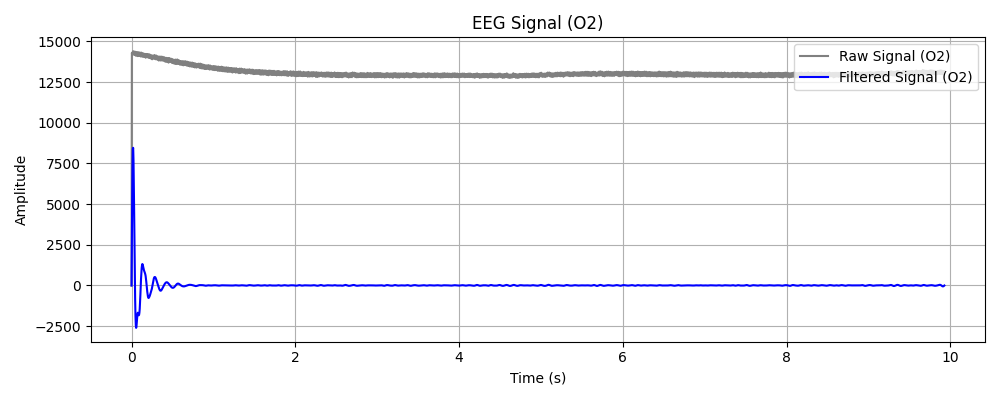 EEG Signal (O2)
15000
12500
10000
7500
5000
2500
0
−2500
Amplitude
Raw Signal (O2)
Filtered Signal (O2)
0 2 4 6 8 10
Time (s)